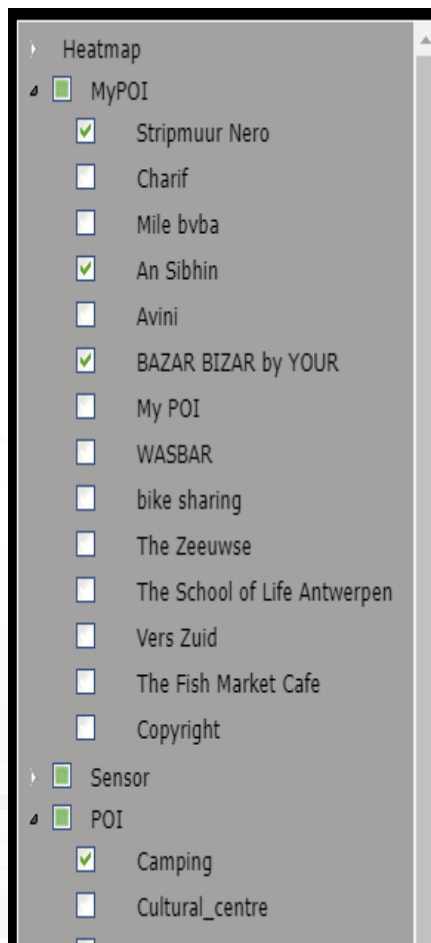 Heatmap
MyPOI
Stripmuur Nero
Charif
Mile bvba
An Sibhin
Avini
BAZAR BIZAR by YOUR
My POI
WASBAR
bike sharing
The Zeeuwse
The School of Life Antwerpen
Vers Zuid
The Fish Market Cafe
Copyright
Sensor
POI
Camping
Cultural_centre